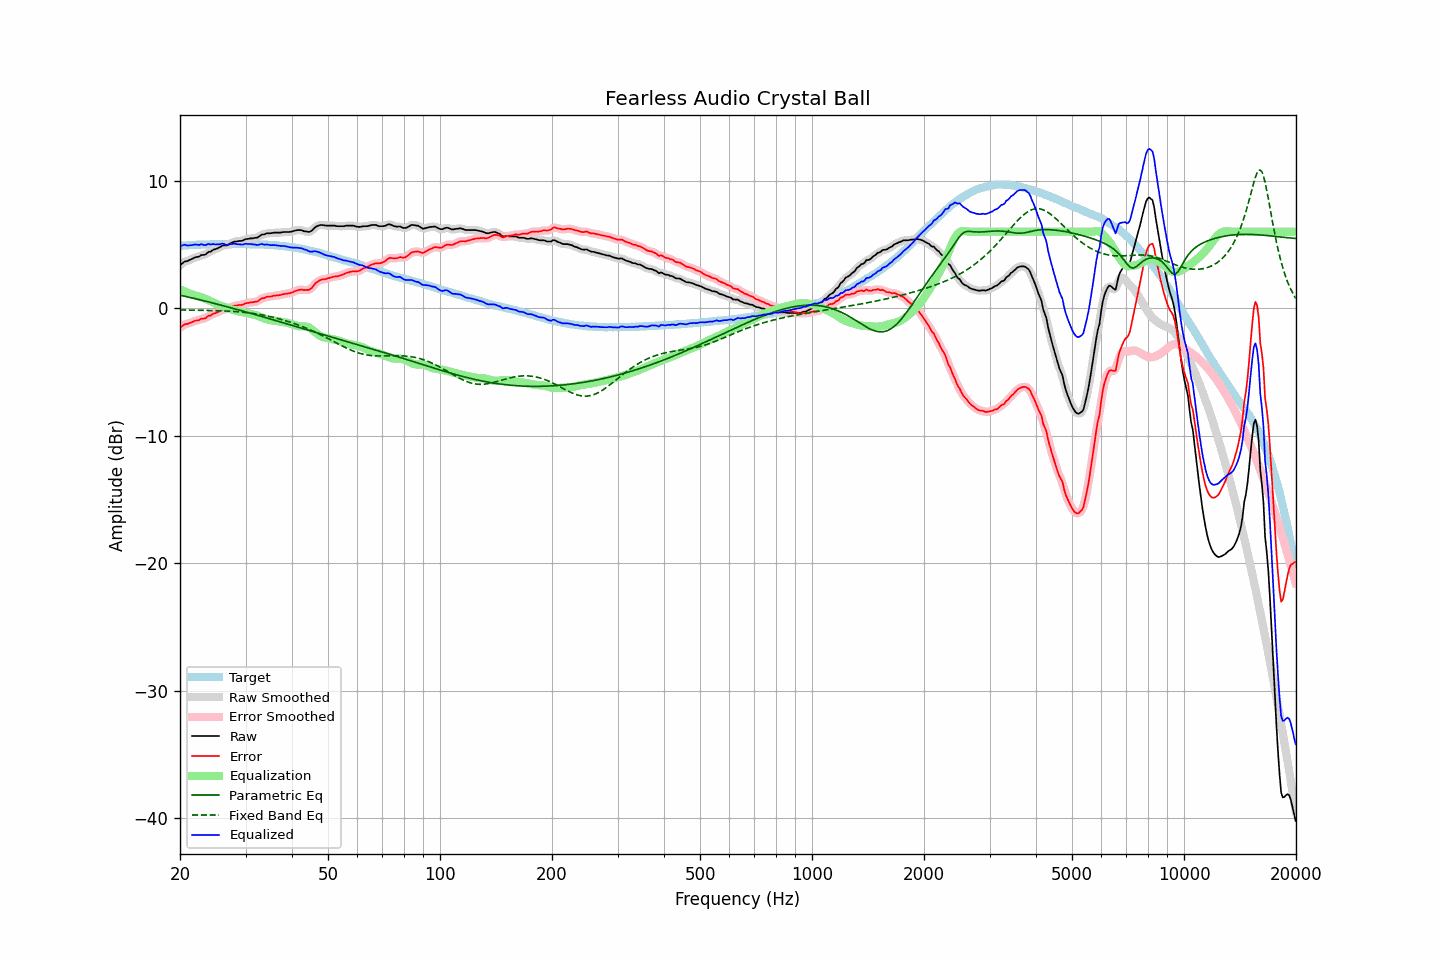 Fearless Audio Crystal Ball
10
0
−10
−20
−30
−40
Amplitude (dBr)
Target
Raw Smoothed
Error Smoothed
Raw
Error
Equalization
Parametric Eq
Fixed Band Eq
Equalized
20 50 100 200 500 1000 2000 5000 10000 20000
Frequency (Hz)